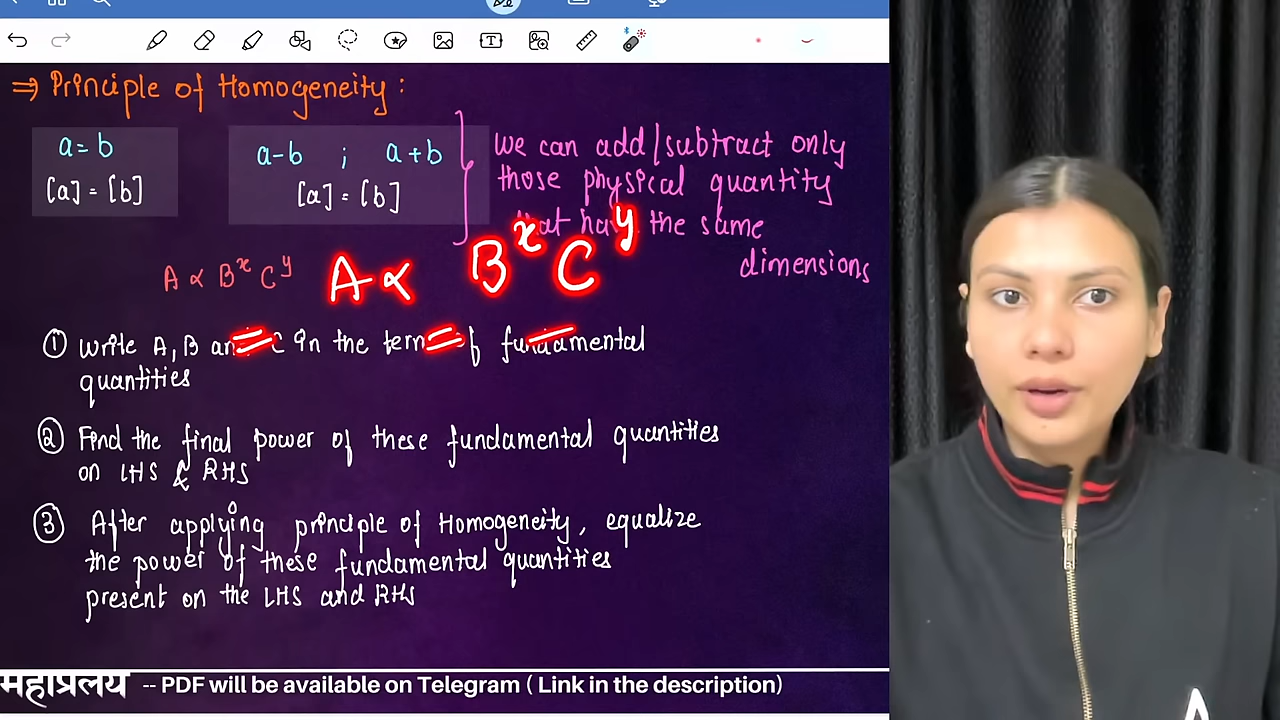 ⇒ Principle of Homogeneity :
a = b
[a] = [b]
a-b ; a+b
[a] = [b]
we can add/subtract only
those physical quantity
that have the same
dimensions
A ∝ B^x C^y
A ∝ B^x C^y
① Write A, B and C in the term of fundamental
quantities
② Find the final power of these fundamental quantities
on LHS & RHS
③ After applying principle of Homogeneity, equalize
the power of these fundamental quantities
present on the LHS and RHS
महाप्रलय -- PDF will be available on Telegram ( Link in the description)